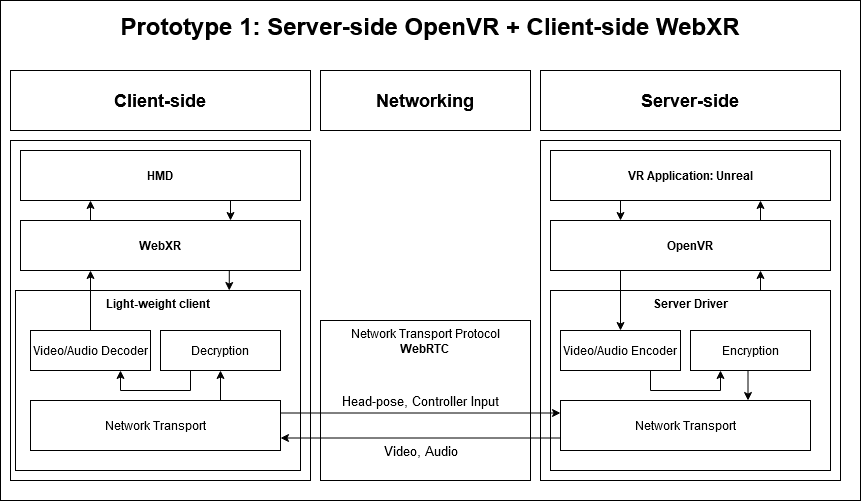 Prototype 1: Server-side OpenVR + Client-side WebXR
Client-side
Networking
Server-side
HMD
WebXR
Light-weight client
Video/Audio Decoder
Decryption
Network Transport
Network Transport Protocol
WebRTC
Head-pose, Controller Input
Video, Audio
VR Application: Unreal
OpenVR
Server Driver
Video/Audio Encoder
Encryption
Network Transport